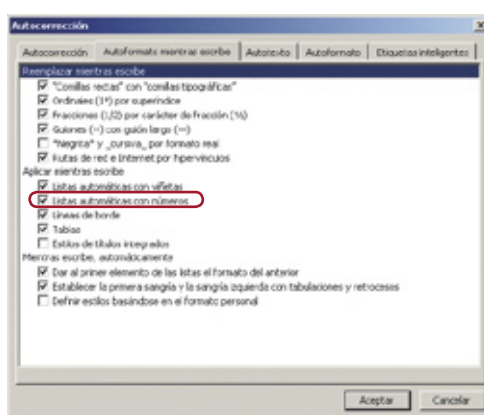 Autocorrección
Autocorrección Autoformato mientras escribe Autotexto Autoformato Etiquetas inteligentes
Reemplazar mientras escribe
"Comillas rectas" con "comillas tipográficas"
Ordinales (1º) por superíndice
Fracciones (1/2) por carácter de fracción (½)
Guiones (--) con guión largo (—)
*Negrita* y _cursiva_ por formato real
Rutas de red e Internet por hipervínculos
Aplicar mientras escribe
Listas automáticas con viñetas
Listas automáticas con números
Líneas de borde
Tablas
Estilos de títulos integrados
Mientras escribe, automáticamente
Dar al primer elemento de las listas el formato del anterior
Establecer la primera sangría y la sangría izquierda con tabulaciones y retrocesos
Definir estilos basándose en el formato personal
Aceptar Cancelar